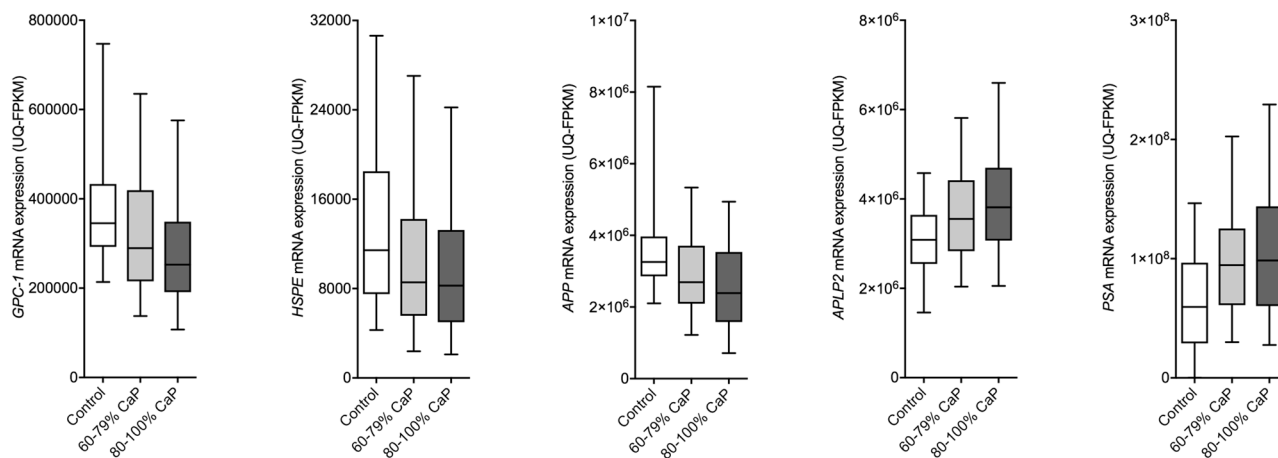 GPC-1 mRNA expression (UQ-FPKM)
800000
600000
400000
200000
0
Control
60-79% CaP
80-100% CaP
HSPE mRNA expression (UQ-FPKM)
32000
24000
16000
8000
0
Control
60-79% CaP
80-100% CaP
APP mRNA expression (UQ-FPKM)
1×10⁷
8×10⁶
6×10⁶
4×10⁶
2×10⁶
0
Control
60-79% CaP
80-100% CaP
APLP2 mRNA expression (UQ-FPKM)
8×10⁶
6×10⁶
4×10⁶
2×10⁶
0
Control
60-79% CaP
80-100% CaP
PSA mRNA expression (UQ-FPKM)
3×10⁸
2×10⁸
1×10⁸
0
Control
60-79% CaP
80-100% CaP